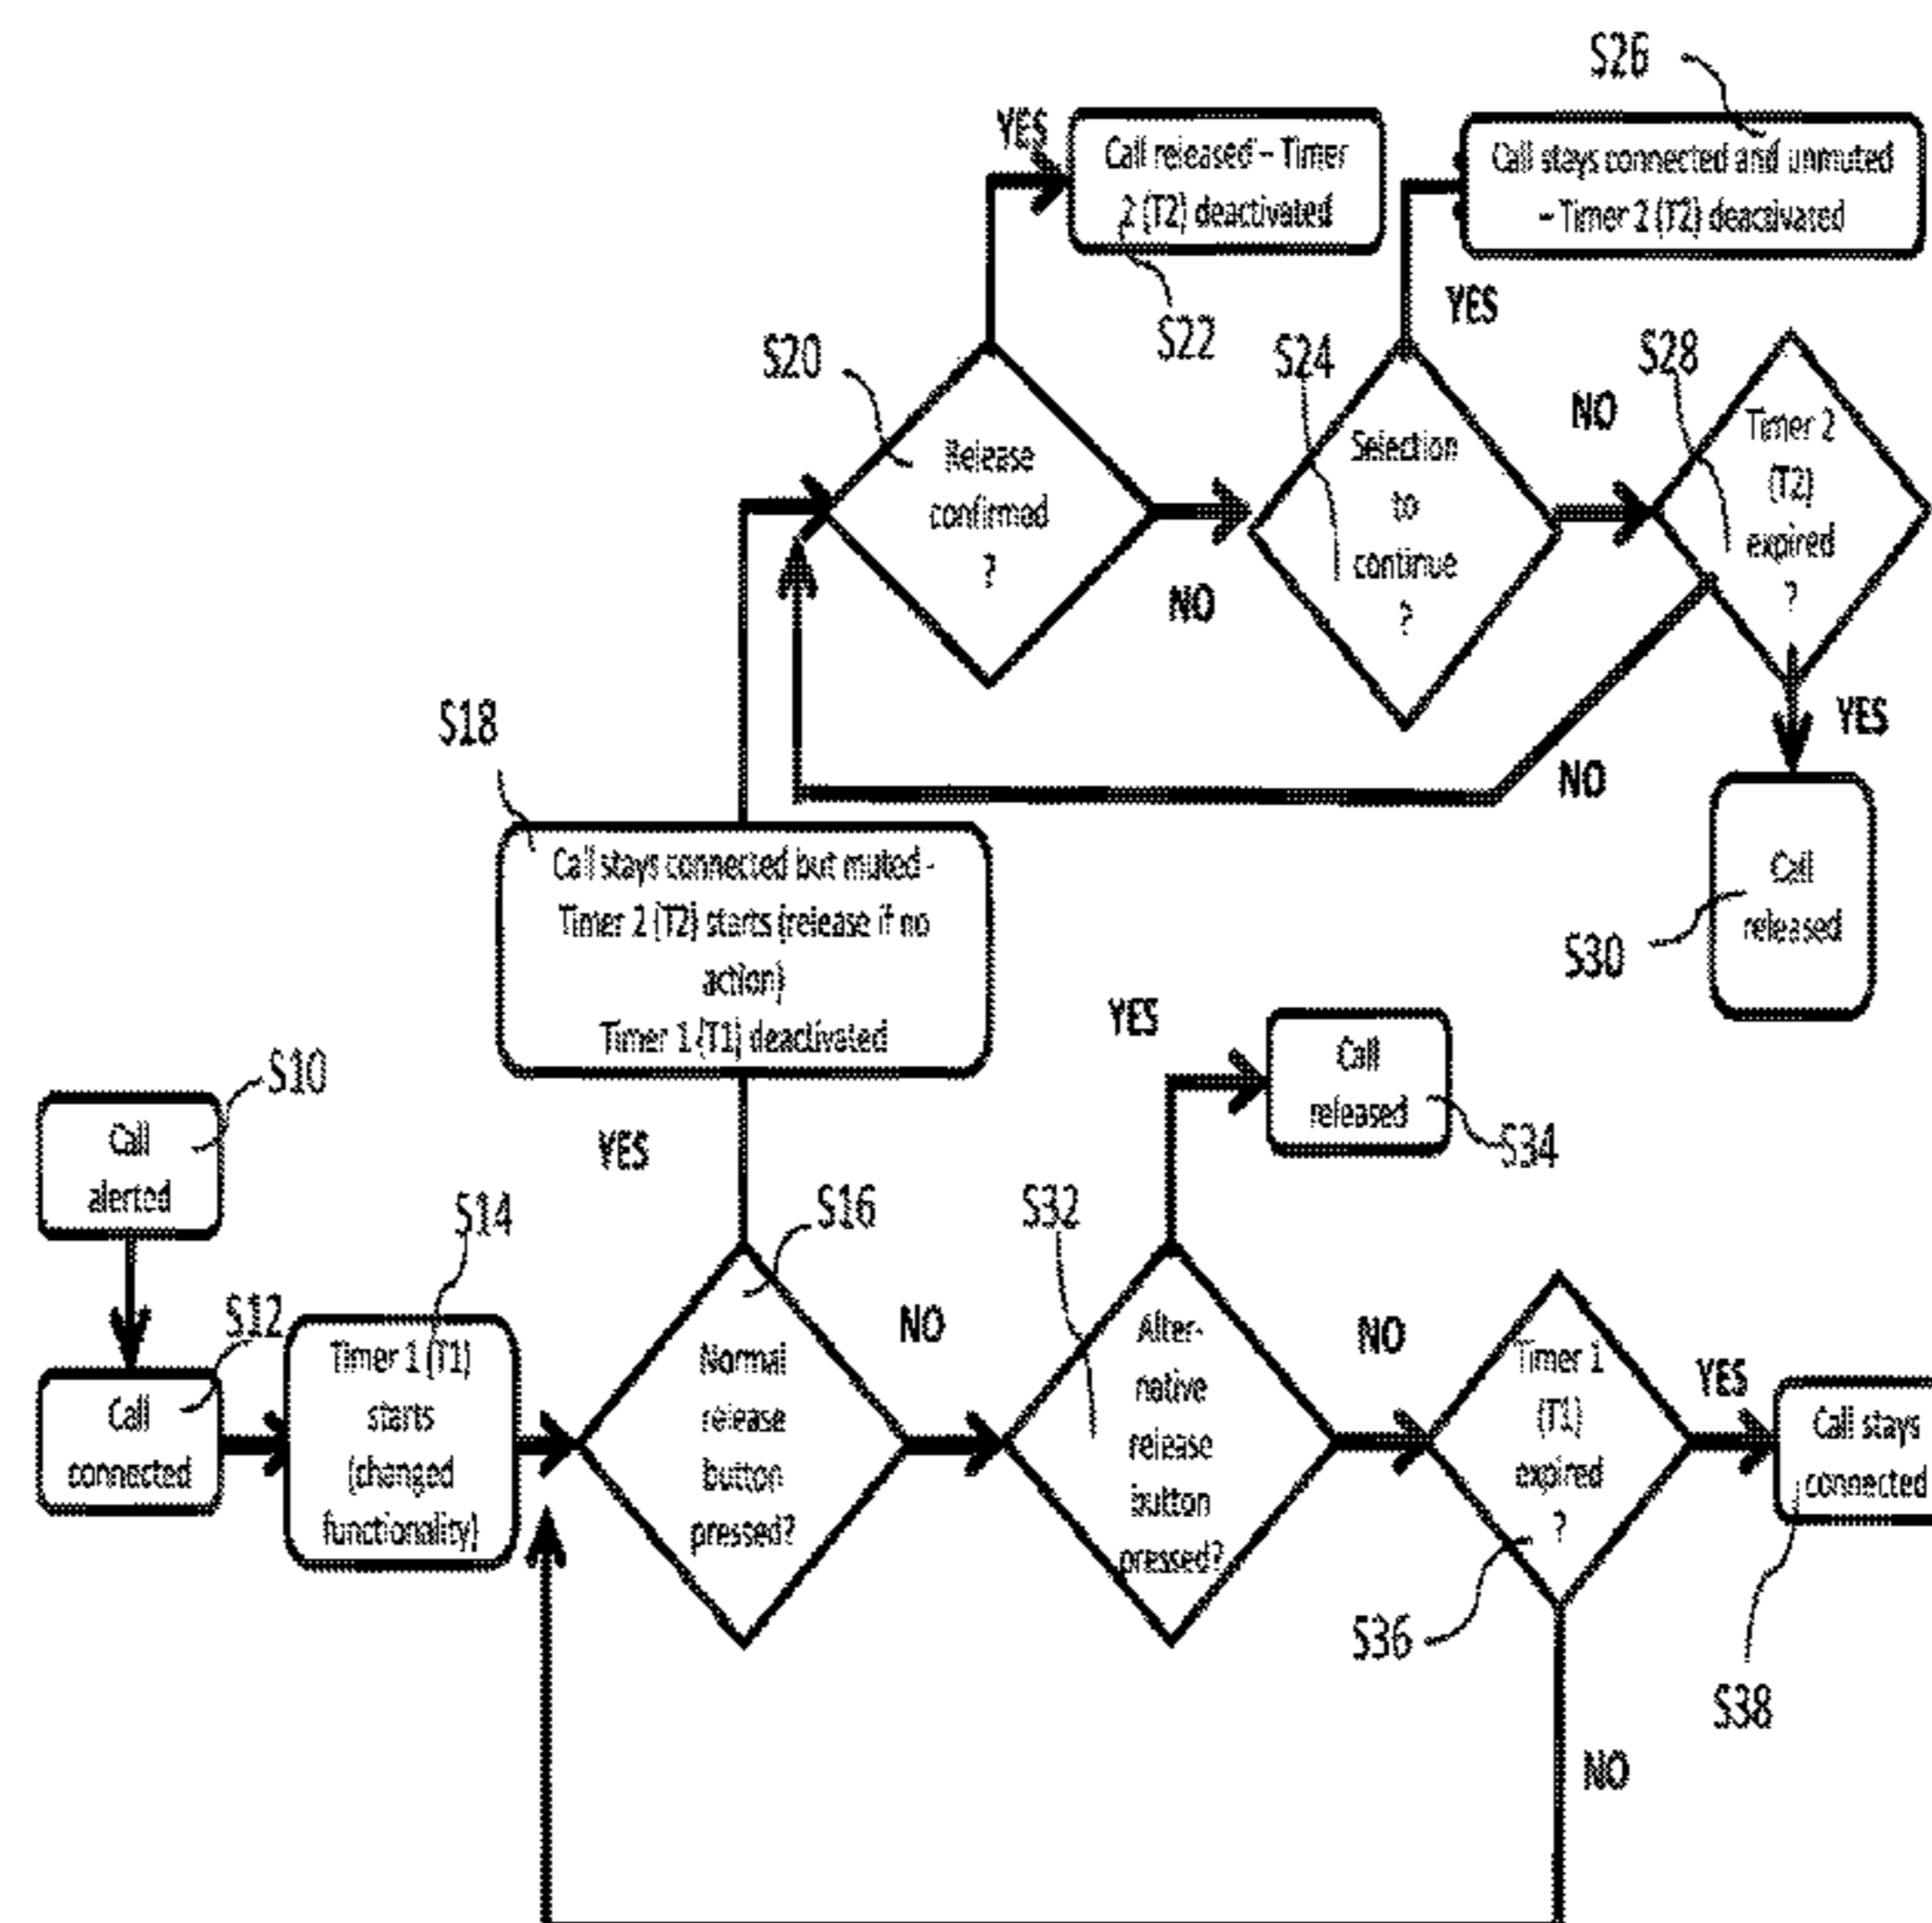 S26
YES
Call released – Timer
2 (T2) deactivated
Call stays connected and unmuted
– Timer 2 (T2) deactivated
S22
YES
S20
S24
S28
NO
Release
confirmed
?
Selection
to
continue
?
Timer 2
(T2)
expired
?
NO
S18
YES
NO
Call stays connected but muted -
Timer 2 (T2) starts (release if no
action)
Timer 1 (T1) deactivated
Call
released
S30
YES
Call
released
S34
S10
Call
alerted
YES
S14
S16
S32
S12
Call
connected
Timer 1 (T1)
starts
(changed
functionality)
Normal
release
button
pressed?
NO
Alter-
native
release
button
pressed?
NO
Timer 1
(T1)
expired
?
YES
Call stays
connected
S36
S38
NO